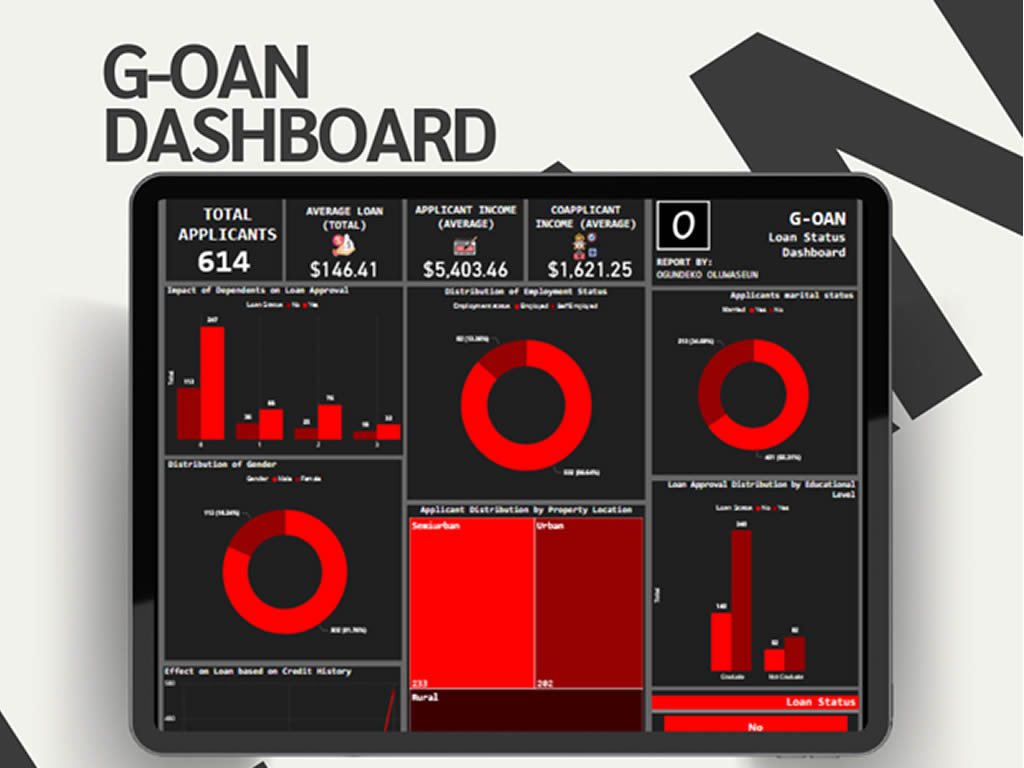 G-OAN
DASHBOARD
TOTAL
APPLICANTS
614
AVERAGE LOAN
(TOTAL)
$146.41
APPLICANT INCOME
(AVERAGE)
$5,403.46
COAPPLICANT
INCOME (AVERAGE)
$1,621.25
O
REPORT BY:
OGUNDEKO OLUWASEUN
G-OAN
Loan Status
Dashboard
Impact of Dependents on Loan Approval
Loan Status No Yes
Total
113
247
36
66
25
76
18
33
0
1
2
3
Distribution of Employment Status
Employment status Employed Self Employed
82 (13.36%)
532 (86.64%)
Applicants marital status
Married Yes No
213 (34.69%)
401 (65.31%)
Distribution of Gender
Gender Male Female
112 (18.24%)
502 (81.76%)
Applicant Distribution by Property Location
Semiurban
Urban
233
202
Rural
Loan Approval Distribution by Educational
Level
Loan Status No Yes
Total
140
340
52
82
Graduate
Not Graduate
Effect on Loan based on Credit History
500
Loan Status
No